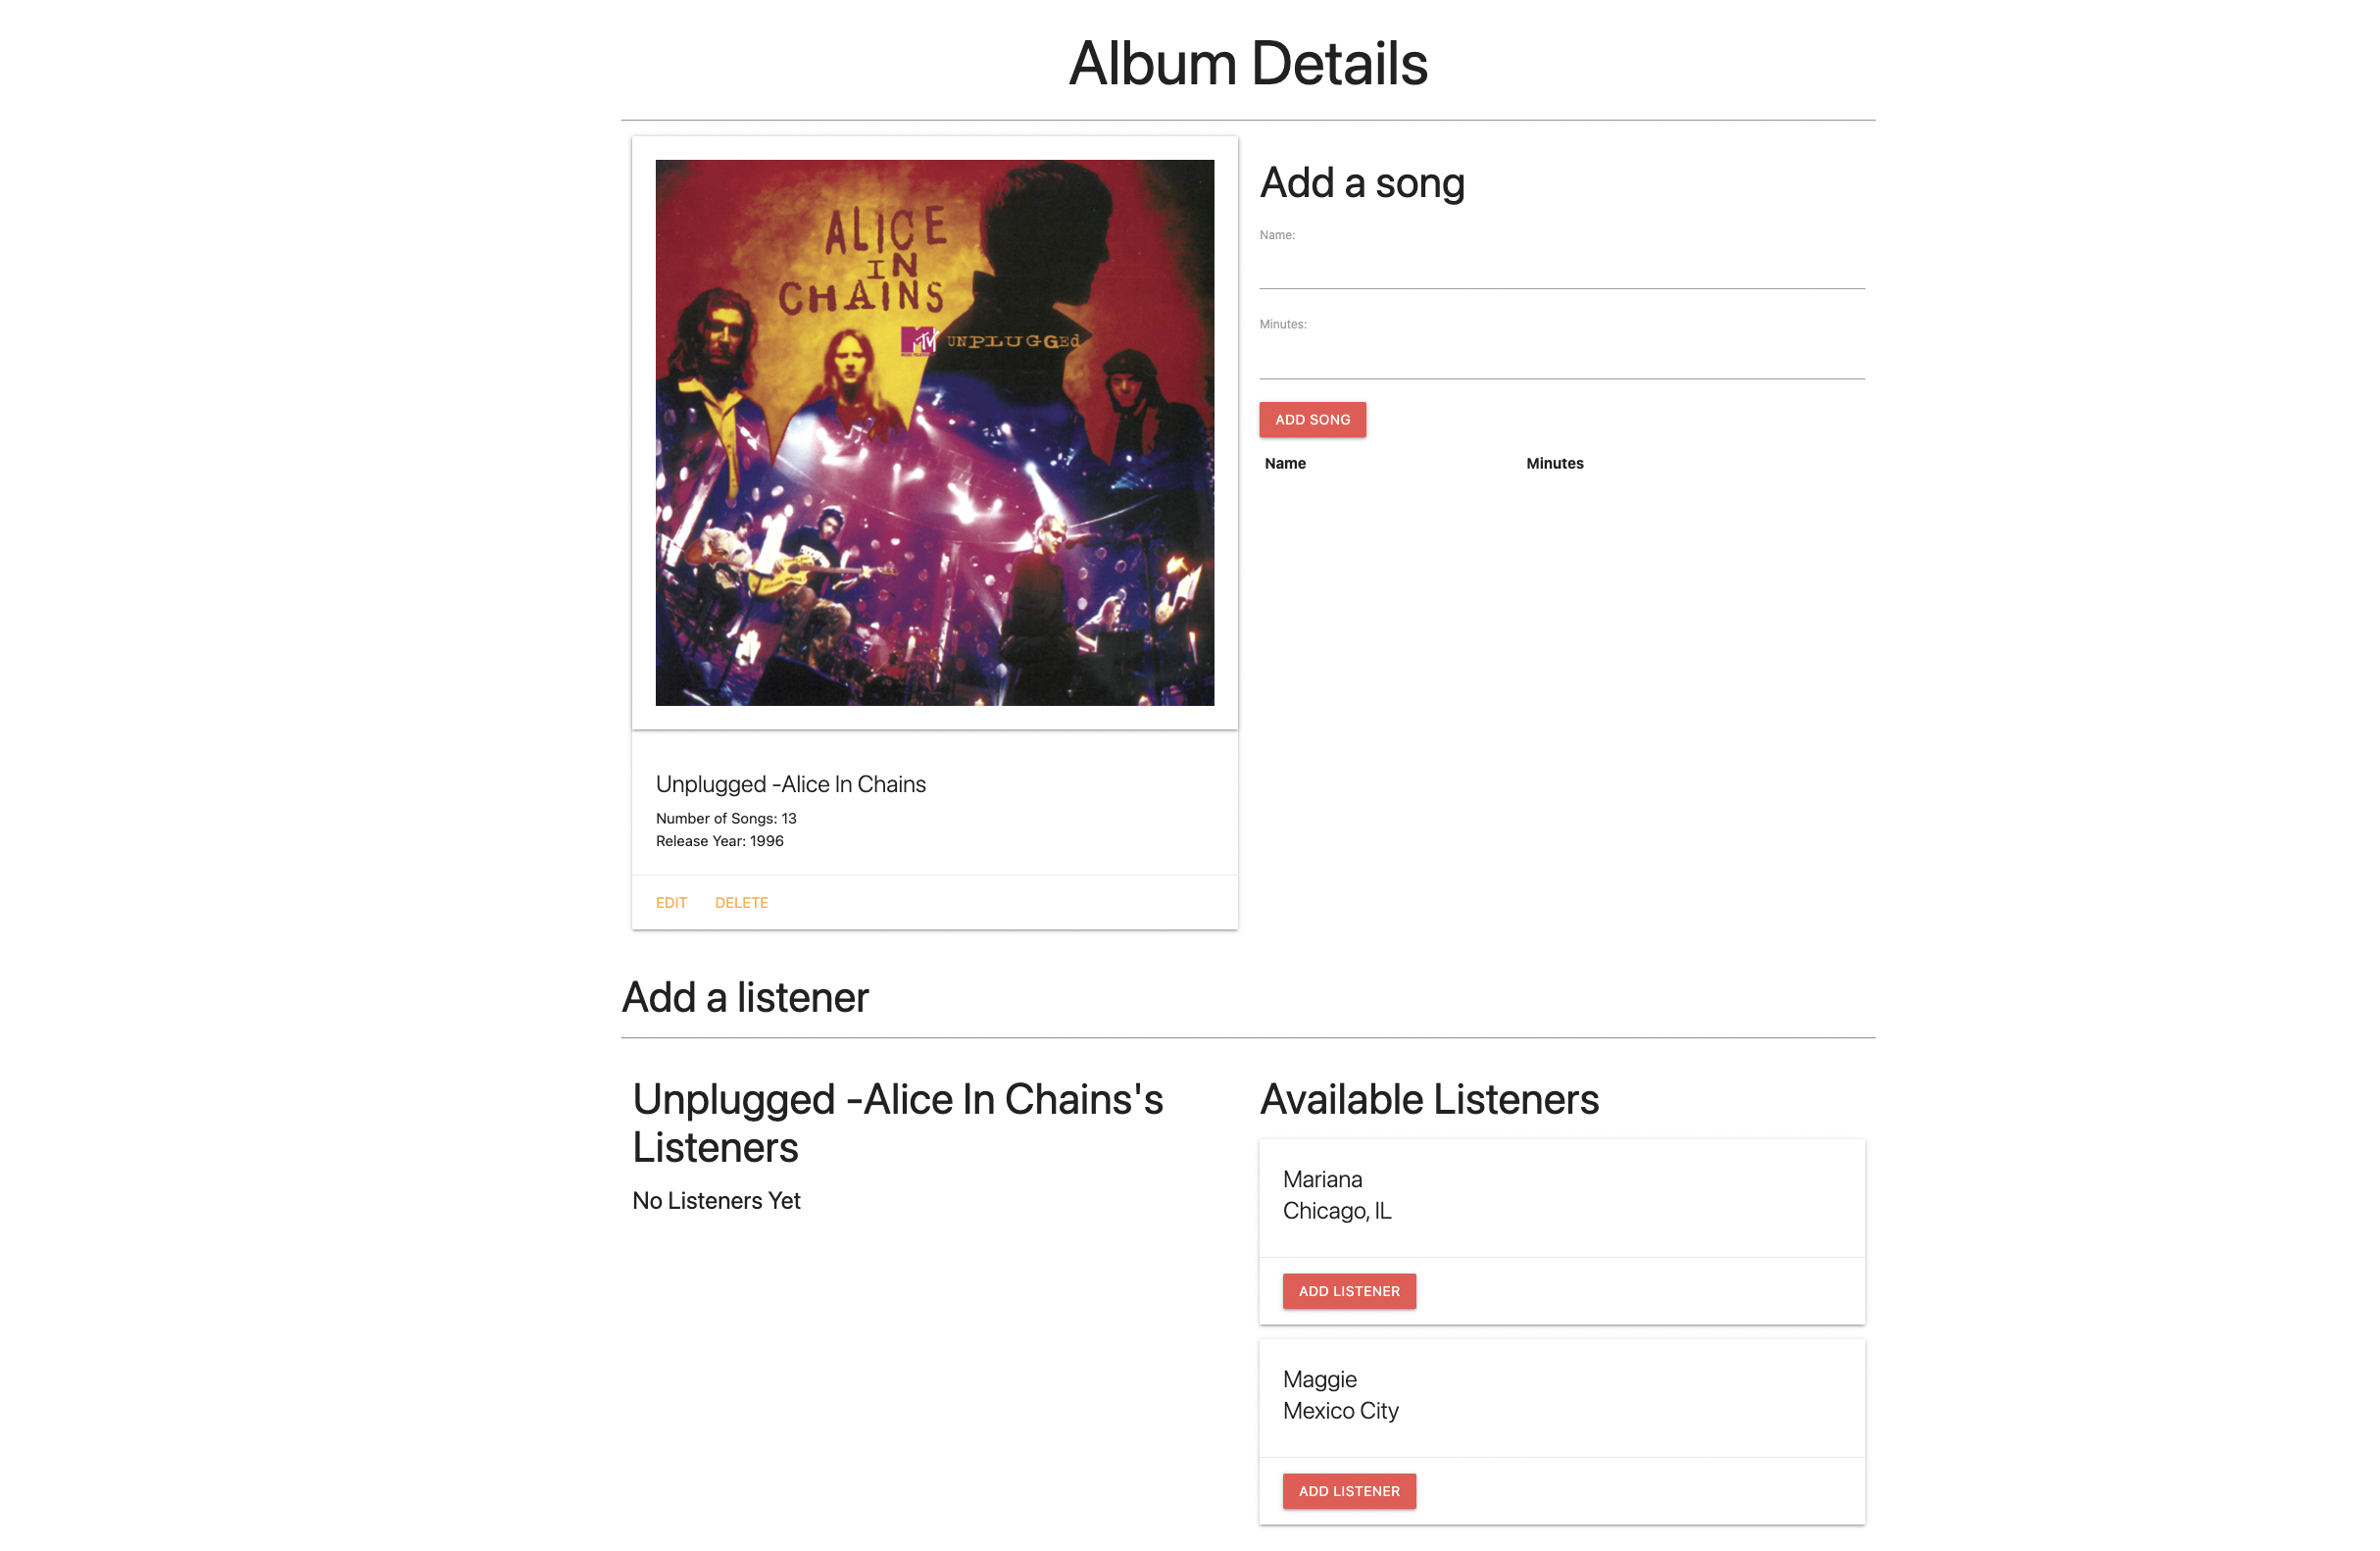 Album Details
ALICE
IN
CHAINS
MTV UNPLUGGED
Add a song
Name:
Minutes:
ADD SONG
Name Minutes
Unplugged -Alice In Chains
Number of Songs: 13
Release Year: 1996
EDIT DELETE
Add a listener
Unplugged -Alice In Chains's
Listeners
No Listeners Yet
Available Listeners
Mariana
Chicago, IL
ADD LISTENER
Maggie
Mexico City
ADD LISTENER